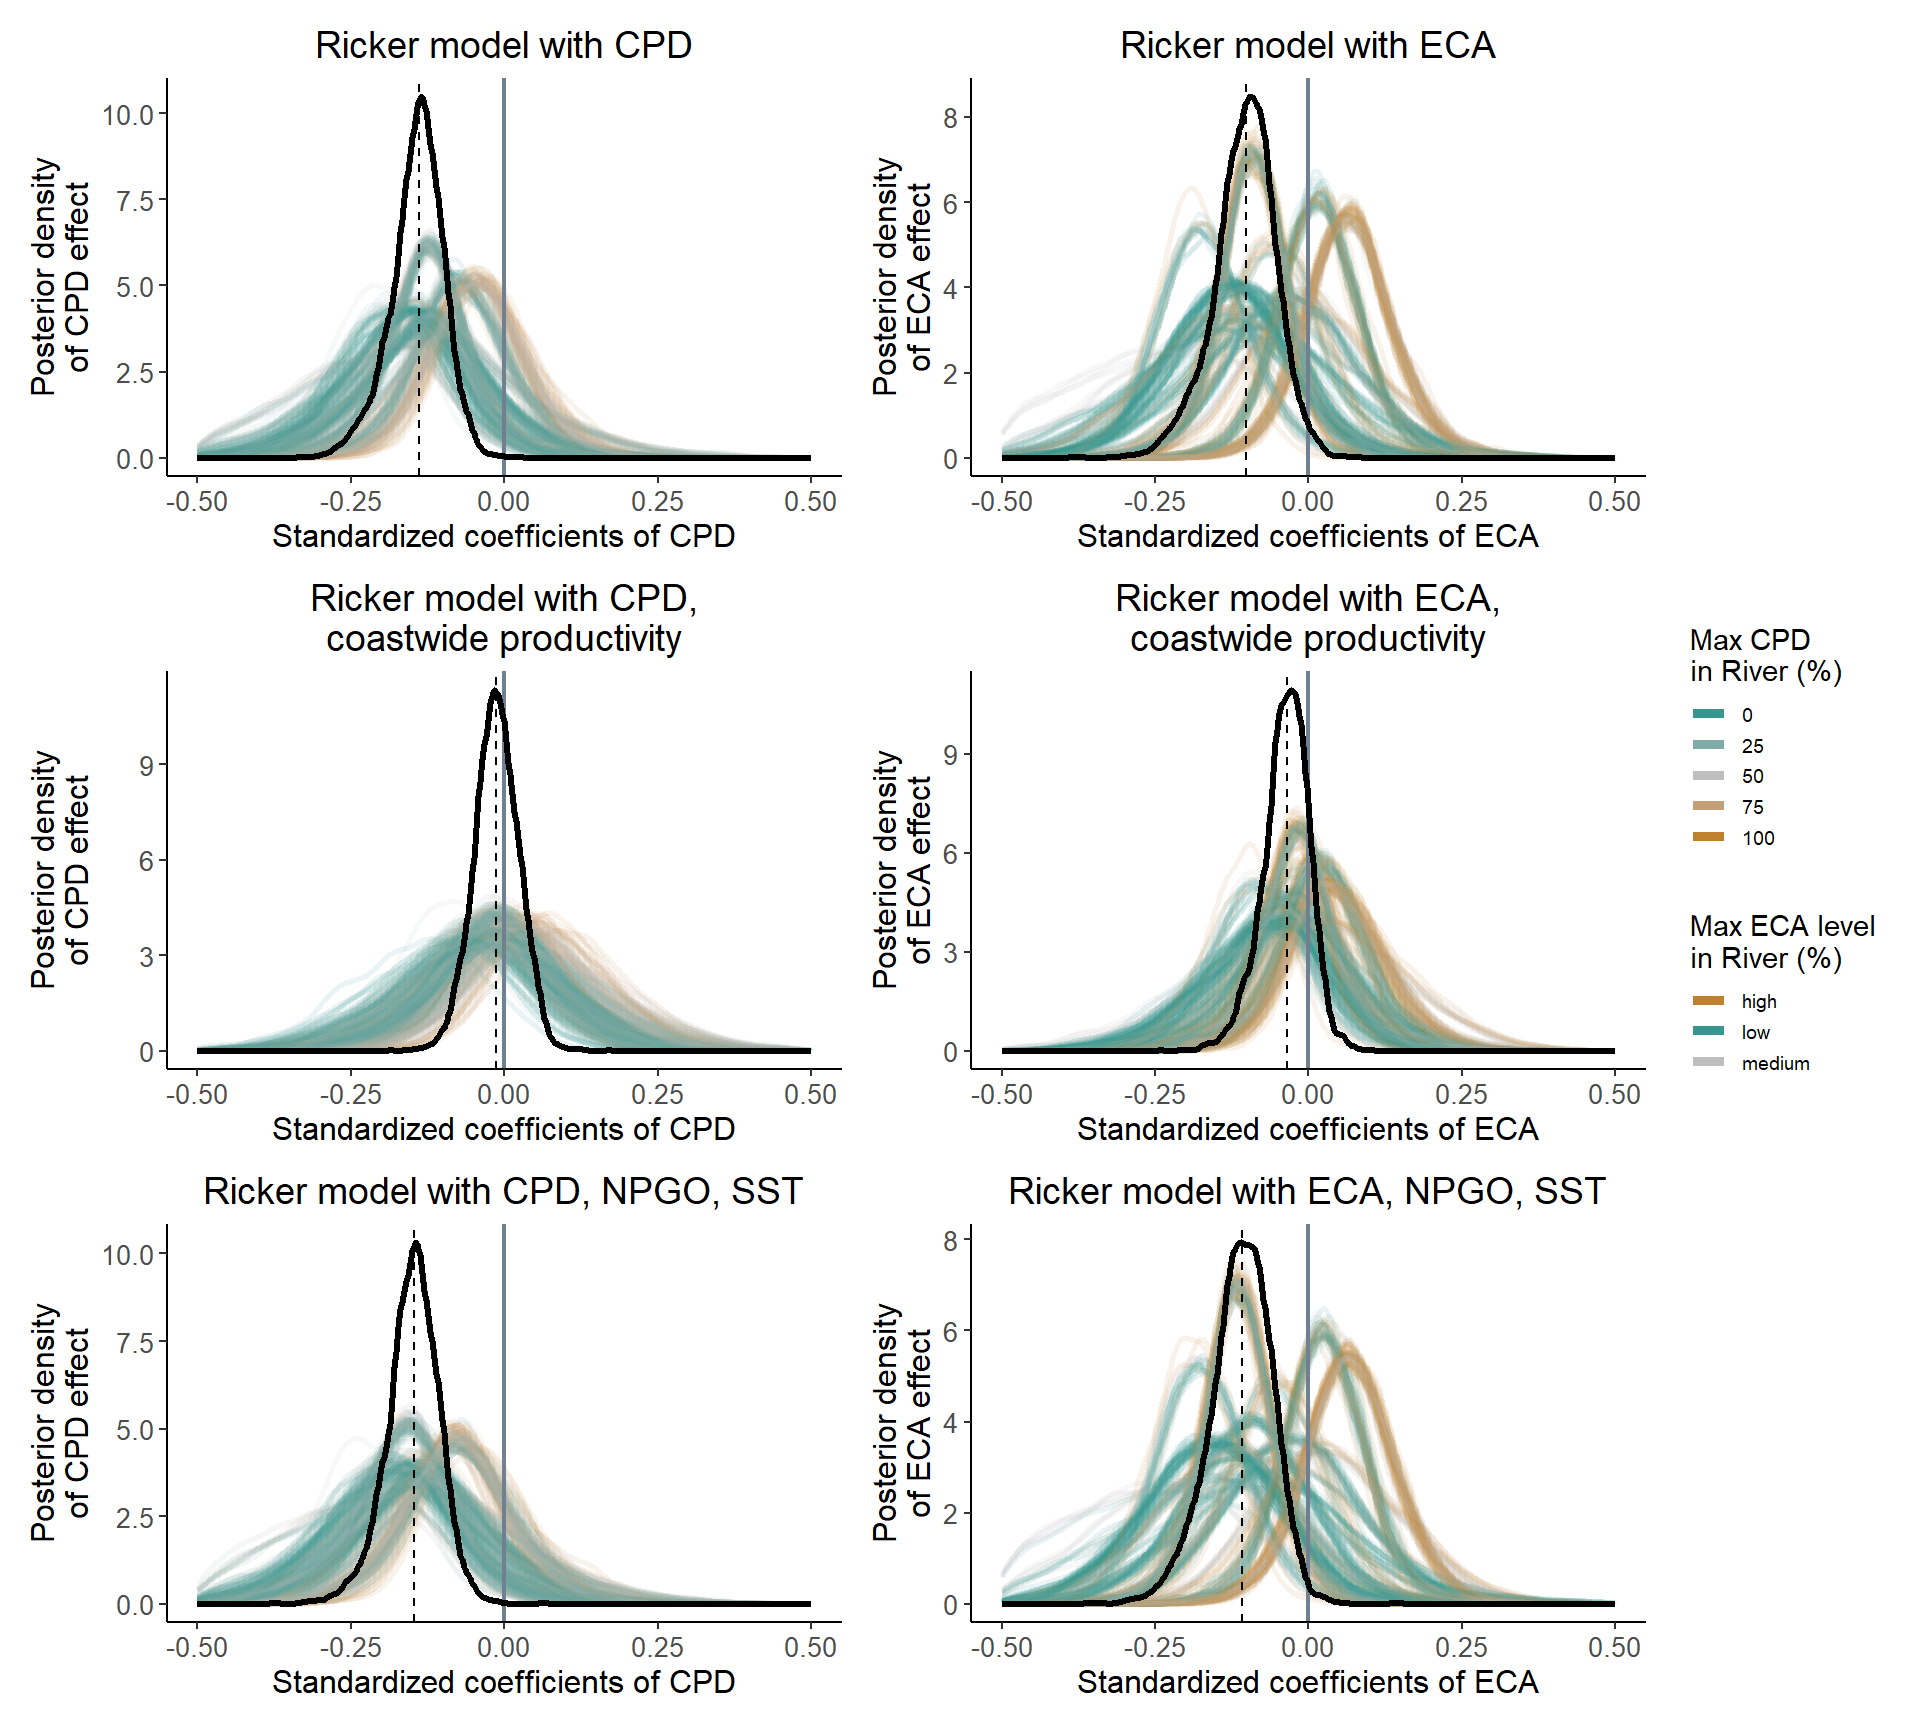 Ricker model with CPD
Posterior density
of CPD effect
10.0
7.5
5.0
2.5
0.0
-0.50
-0.25
0.00
0.25
0.50
Standardized coefficients of CPD
Ricker model with ECA
Posterior density
of ECA effect
8
6
4
2
0
-0.50
-0.25
0.00
0.25
0.50
Standardized coefficients of ECA
Ricker model with CPD,
coastwide productivity
Posterior density
of CPD effect
9
6
3
0
-0.50
-0.25
0.00
0.25
0.50
Standardized coefficients of CPD
Ricker model with ECA,
coastwide productivity
Posterior density
of ECA effect
9
6
3
0
-0.50
-0.25
0.00
0.25
0.50
Standardized coefficients of ECA
Max CPD
in River (%)
0
25
50
75
100
Max ECA level
in River (%)
high
low
medium
Ricker model with CPD, NPGO, SST
Posterior density
of CPD effect
10.0
7.5
5.0
2.5
0.0
-0.50
-0.25
0.00
0.25
0.50
Standardized coefficients of CPD
Ricker model with ECA, NPGO, SST
Posterior density
of ECA effect
8
6
4
2
0
-0.50
-0.25
0.00
0.25
0.50
Standardized coefficients of ECA